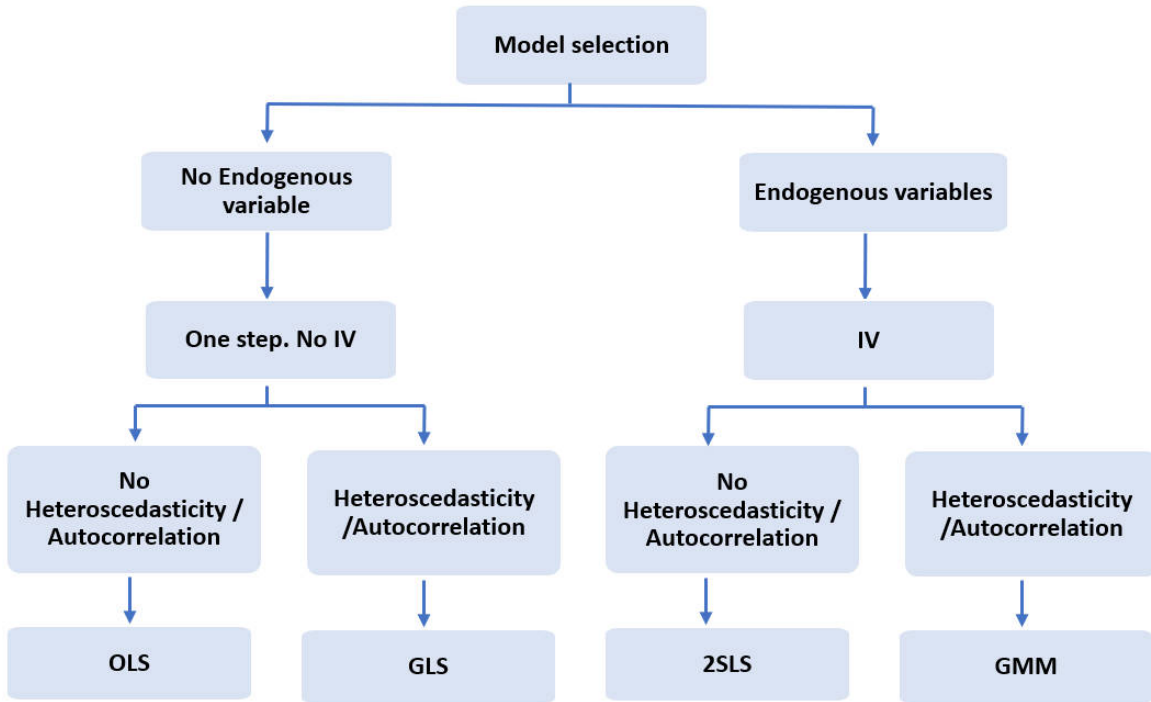 Model selection
No Endogenous
variable
Endogenous variables
One step. No IV
IV
No
Heteroscedasticity /
Autocorrelation
Heteroscedasticity
/Autocorrelation
No
Heteroscedasticity /
Autocorrelation
Heteroscedasticity
/Autocorrelation
OLS
GLS
2SLS
GMM